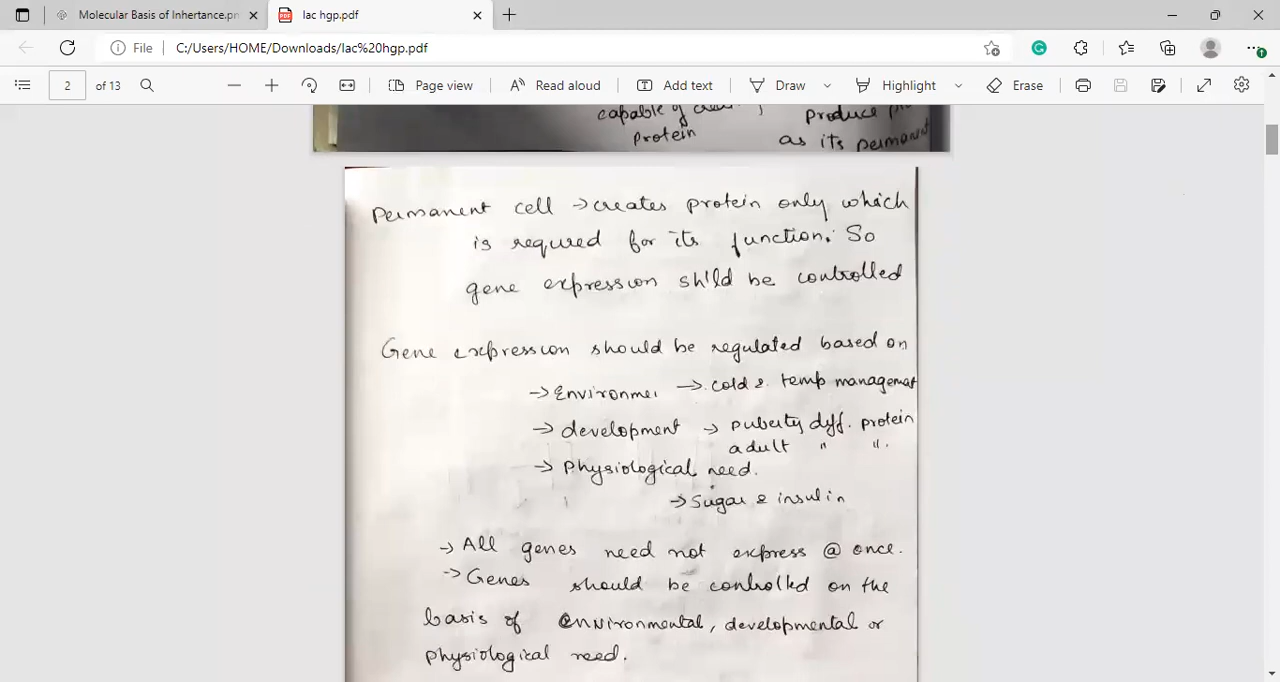 Molecular Basis of Inhertance.pn
lac hgp.pdf
File
C:/Users/HOME/Downloads/lac%20hgp.pdf
2 of 13
Page view
Read aloud
Add text
Draw
Highlight
Erase
capable of
produce
Protein
as its permanent
Permanent cell → creates protein only which
is required for its function. So
gene expression sh'ld be controlled
Gene expression should be regulated based on
→ Environmen → cold & temp managemat
→ development → puberty diff. protein
adult " ".
→ Physiological need.
→ Sugar & insulin
→ All genes need not express @ once.
→ Genes should be controlled on the
basis of environmental, developmental or
physiological need.